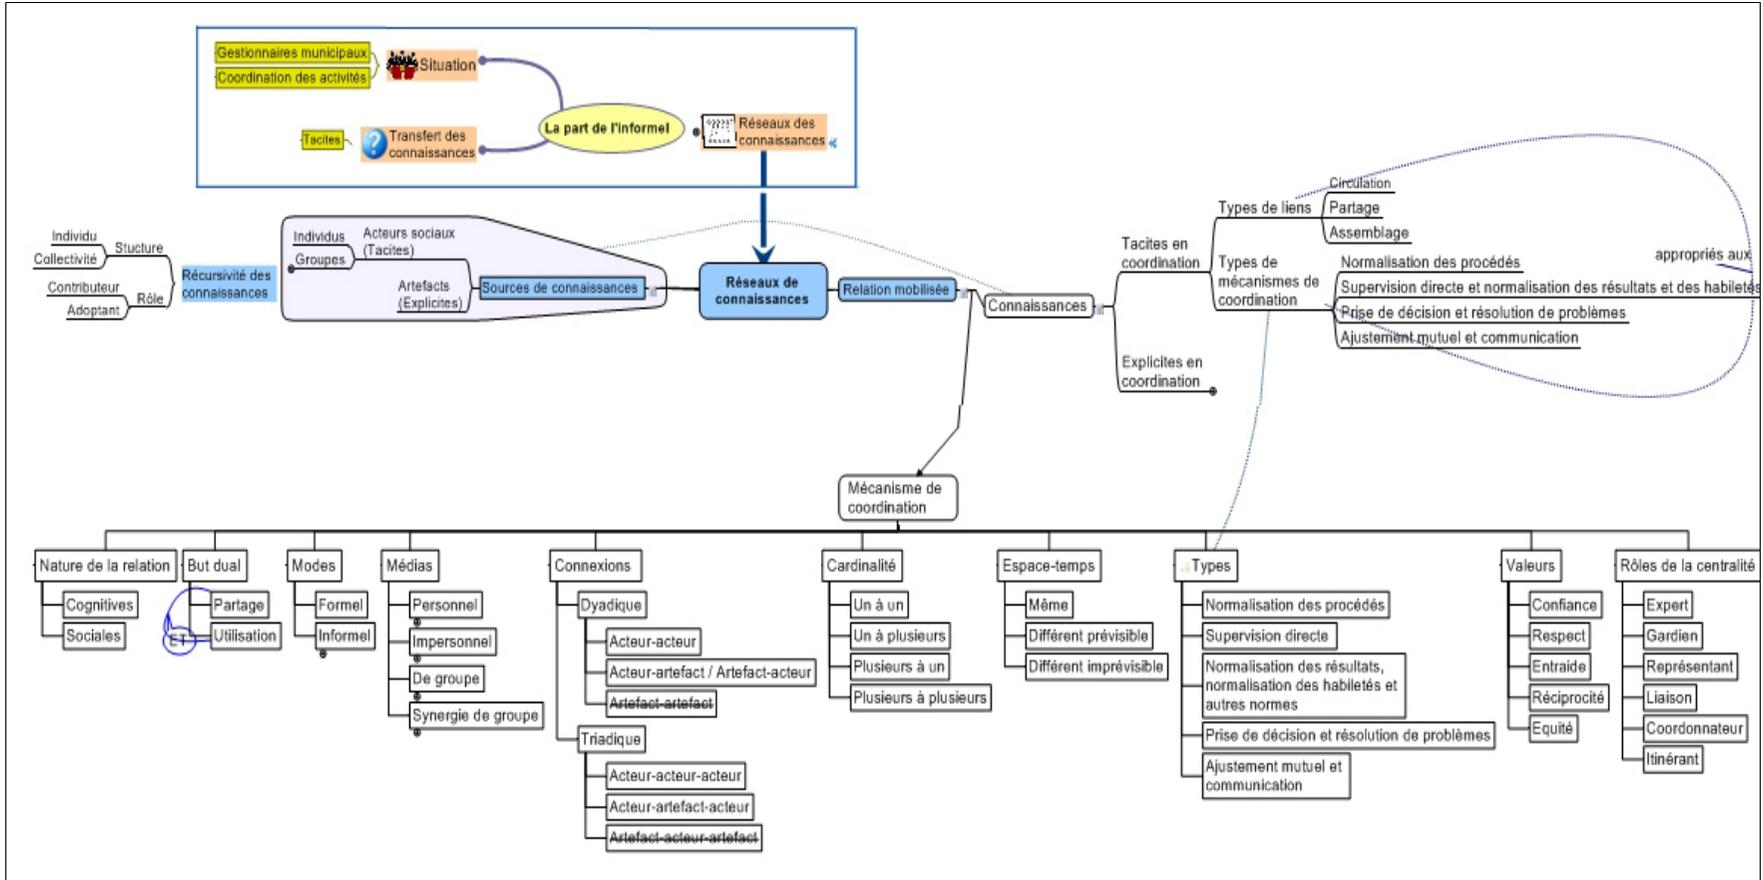 Gestionnaires municipaux
Coordination des activités
Situation
La part de l'informel
Tacites
Transfert des
connaissances
Réseaux des
connaissances
Individu
Collectivité
Stucture
Contributeur
Adoptant
Rôle
Récursivité des
connaissances
Individus
Groupes
Acteurs sociaux
(Tacites)
Artefacts
(Explicites)
Sources de connaissances
Réseaux de
connaissances
Relation mobilisée
Connaissances
Tacites en
coordination
Types de liens
Circulation
Partage
Assemblage
Types de
mécanismes de
coordination
appropriés aux
Normalisation des procédés
Supervision directe et normalisation des résultats et des habiletés
Prise de décision et résolution de problèmes
Ajustement mutuel et communication
Explicites en
coordination
Mécanisme de
coordination
Nature de la relation
Cognitives
Sociales
But dual
Partage
ET
Utilisation
Modes
Formel
Informel
Médias
Personnel
Impersonnel
De groupe
Synergie de groupe
Connexions
Dyadique
Acteur-acteur
Acteur-artefact / Artefact-acteur
Artefact-artefact
Triadique
Acteur-acteur-acteur
Acteur-artefact-acteur
Artefact-acteur-artefact
Cardinalité
Un à un
Un à plusieurs
Plusieurs à un
Plusieurs à plusieurs
Espace-temps
Même
Différent prévisible
Différent imprévisible
Types
Normalisation des procédés
Supervision directe
Normalisation des résultats,
normalisation des habiletés et
autres normes
Prise de décision et résolution de problèmes
Ajustement mutuel et
communication
Valeurs
Confiance
Respect
Entraide
Réciprocité
Equité
Rôles de la centralité
Expert
Gardien
Représentant
Liaison
Coordonnateur
Itinérant